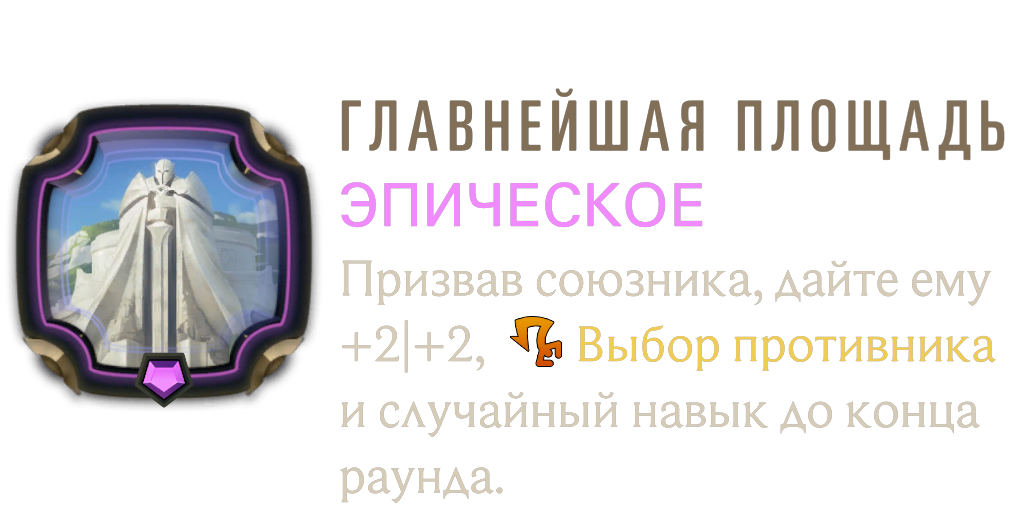 ГЛАВНЕЙШАЯ ПЛОЩАДЬ
ЭПИЧЕСКОЕ
Призвав союзника, дайте ему
+2|+2, Выбор противника
и случайный навык до конца
раунда.